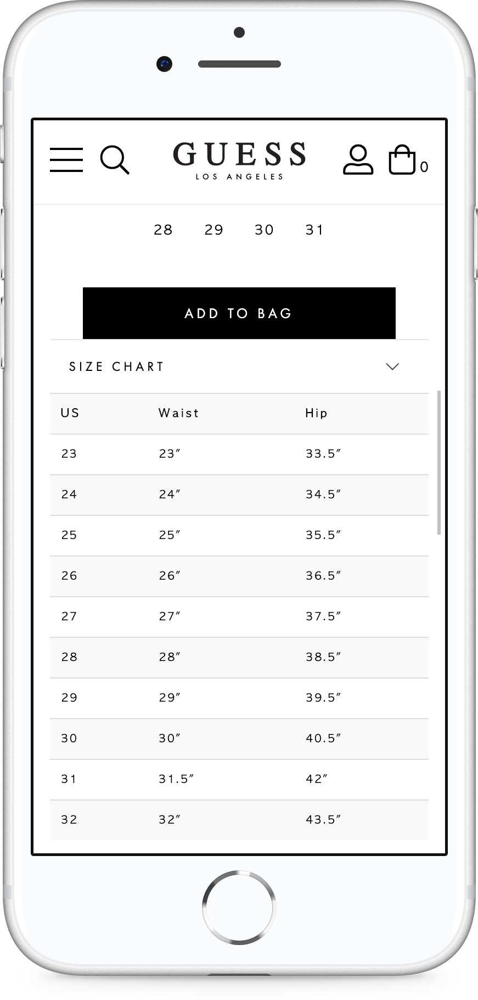 GUESS
LOS ANGELES
0
28 29 30 31
ADD TO BAG
SIZE CHART
US Waist Hip
23 23″ 33.5″
24 24″ 34.5″
25 25″ 35.5″
26 26″ 36.5″
27 27″ 37.5″
28 28″ 38.5″
29 29″ 39.5″
30 30″ 40.5″
31 31.5″ 42″
32 32″ 43.5″